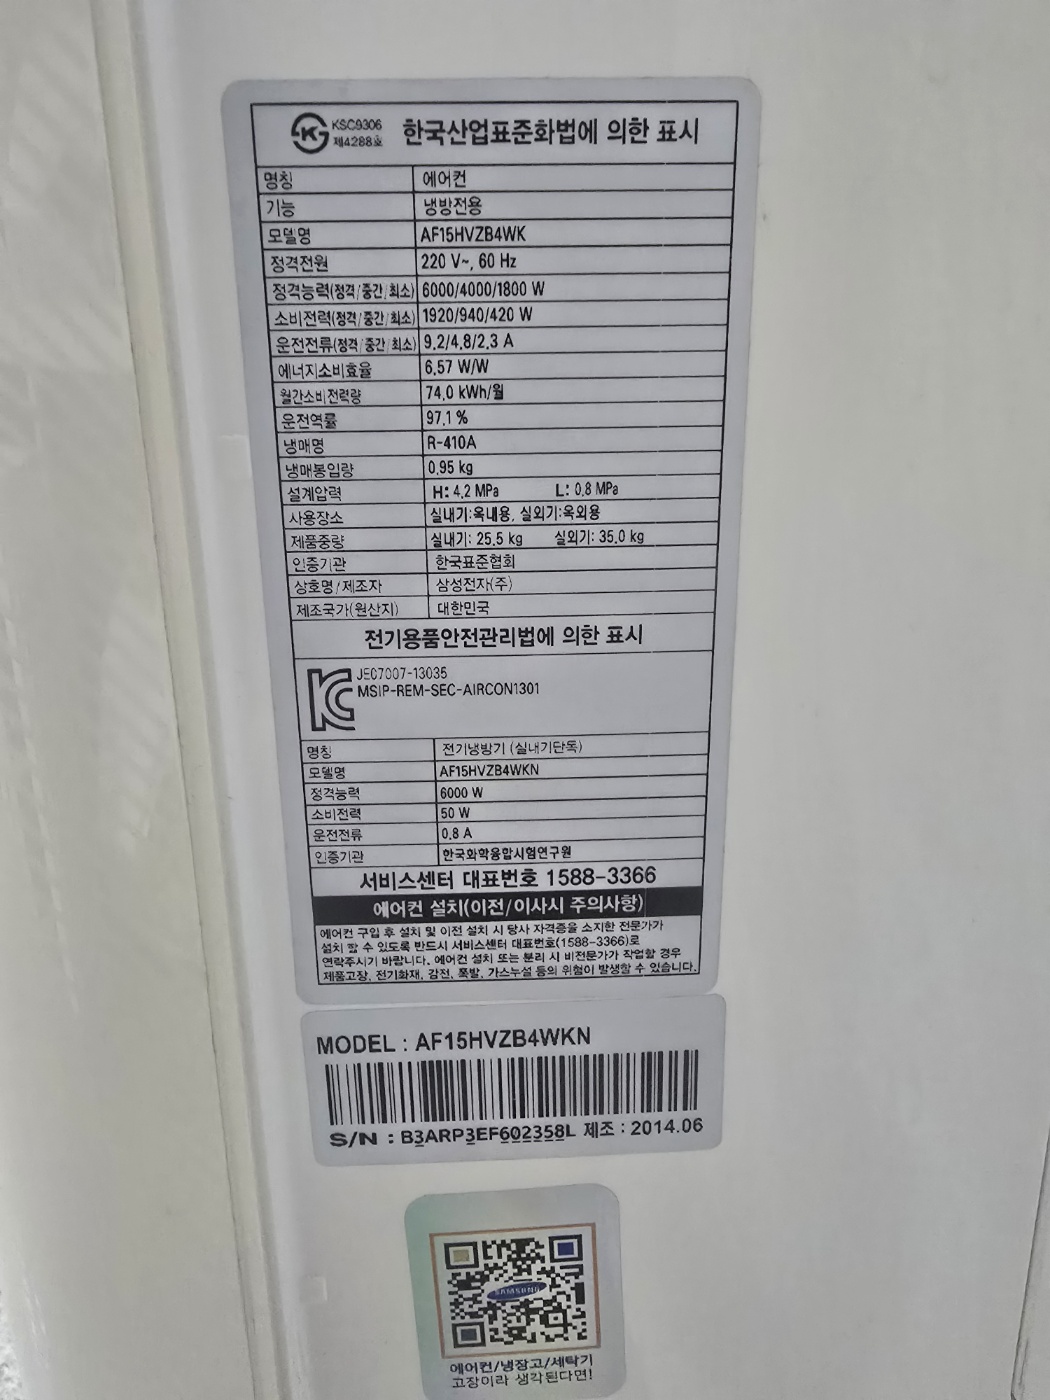 KSC9306
제4288호
한국산업표준화법에 의한 표시
명칭 에어컨
기능 냉방전용
모델명 AF15HVZB4WK
정격전원 220 V~, 60 Hz
정격능력(정격/중간/최소) 6000/4000/1800 W
소비전력(정격/중간/최소) 1920/940/420 W
운전전류(정격/중간/최소) 9.2/4.8/2.3 A
에너지소비효율 6.57 W/W
월간소비전력량 74.0 kWh/월
운전역률 97.1 %
냉매명 R-410A
냉매봉입량 0.95 kg
설계압력 H: 4.2 MPa L: 0.8 MPa
사용장소 실내기:옥내용, 실외기:옥외용
제품중량 실내기: 25.5 kg 실외기: 35.0 kg
인증기관 한국표준협회
상호명/제조자 삼성전자(주)
제조국가(원산지) 대한민국
전기용품안전관리법에 의한 표시
JEC7007-13035
MSIP-REM-SEC-AIRCON1301
명칭 전기냉방기 (실내기단독)
모델명 AF15HVZB4WKN
정격능력 6000 W
소비전력 50 W
운전전류 0.8 A
인증기관 한국화학융합시험연구원
서비스센터 대표번호 1588-3366
에어컨 설치(이전/이사시 주의사항)
에어컨 구입 후 설치 및 이전 설치 시 당사 자격증을 소지한 전문가가
설치 할 수 있도록 반드시 서비스센터 대표번호(1588-3366)로
연락주시기 바랍니다. 에어컨 설치 또는 분리 시 비전문가가 작업할 경우
제품고장, 전기화재, 감전, 폭발, 가스누설 등의 위험이 발생할 수 있습니다.
MODEL : AF15HVZB4WKN
S/N : B3ARP3EF602358L 제조 : 2014.06
SAMSUNG
에어컨/냉장고/세탁기
고장이라 생각된다면!